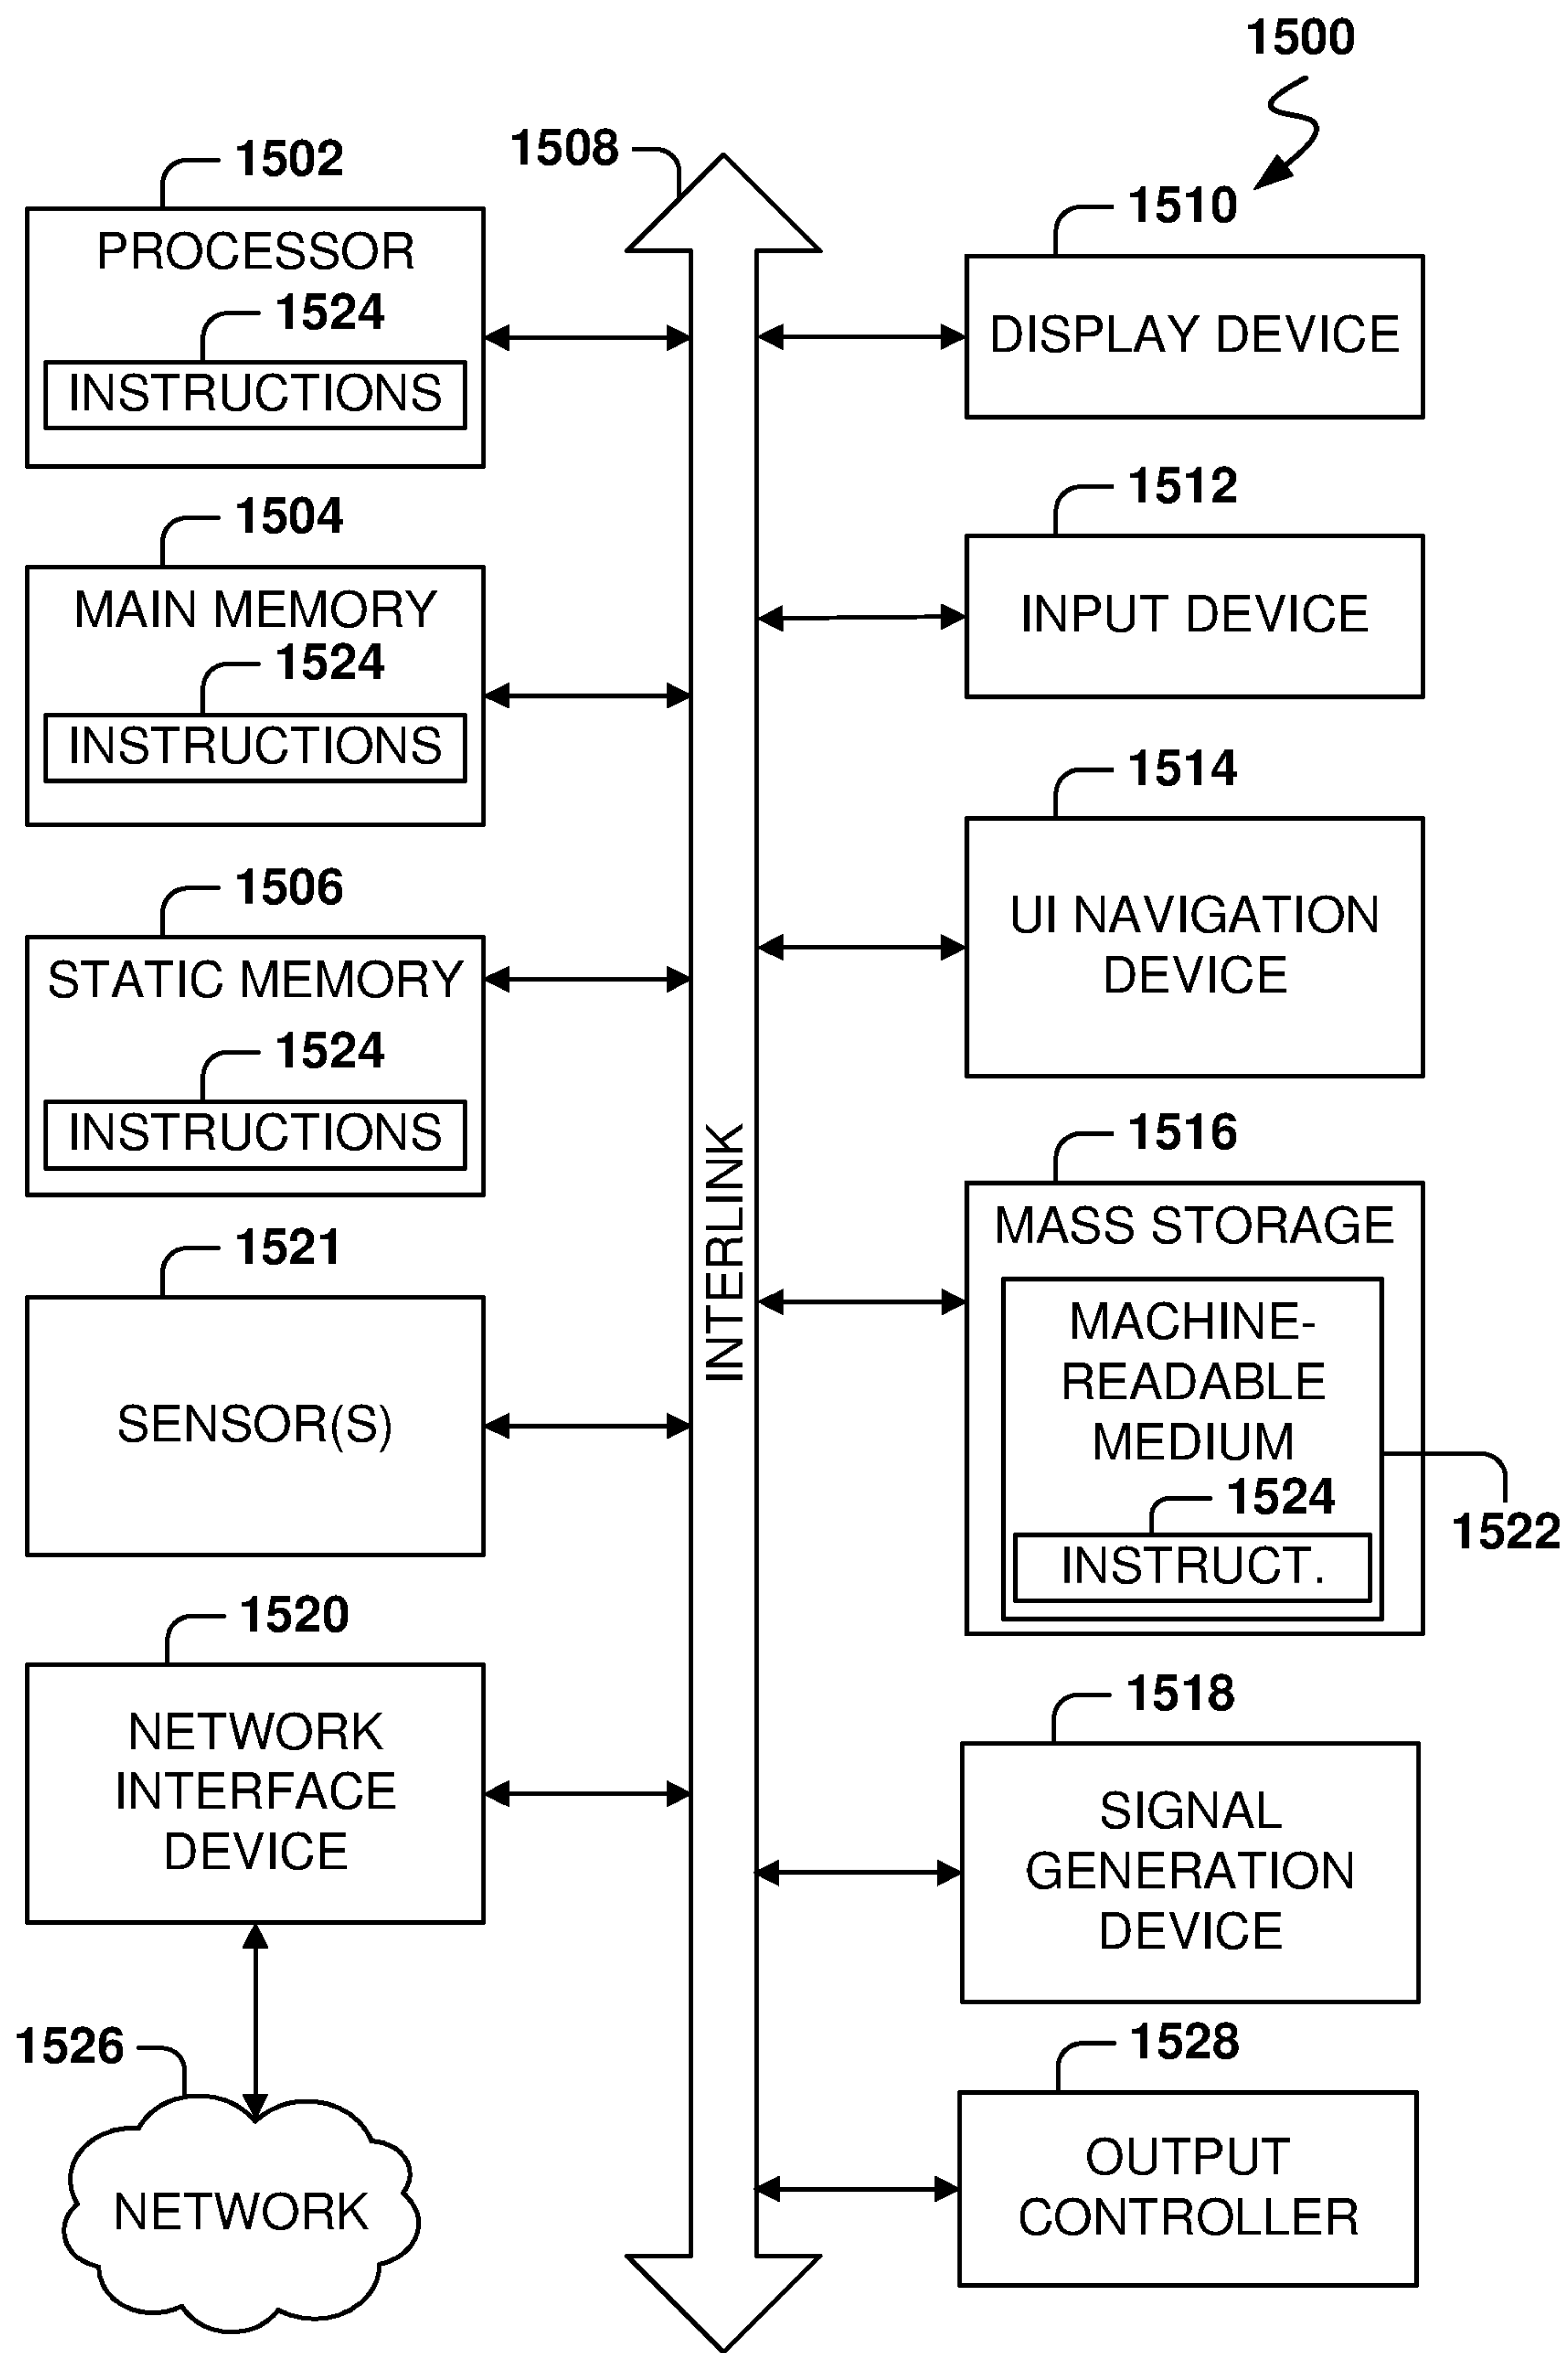 1500
1502
PROCESSOR
1524
INSTRUCTIONS
1504
MAIN MEMORY
1524
INSTRUCTIONS
1506
STATIC MEMORY
1524
INSTRUCTIONS
1521
SENSOR(S)
1520
NETWORK
INTERFACE
DEVICE
1526
NETWORK
1508
INTERLINK
1510
DISPLAY DEVICE
1512
INPUT DEVICE
1514
UI NAVIGATION
DEVICE
1516
MASS STORAGE
MACHINE-
READABLE
MEDIUM
1524
INSTRUCT.
1522
1518
SIGNAL
GENERATION
DEVICE
1528
OUTPUT
CONTROLLER